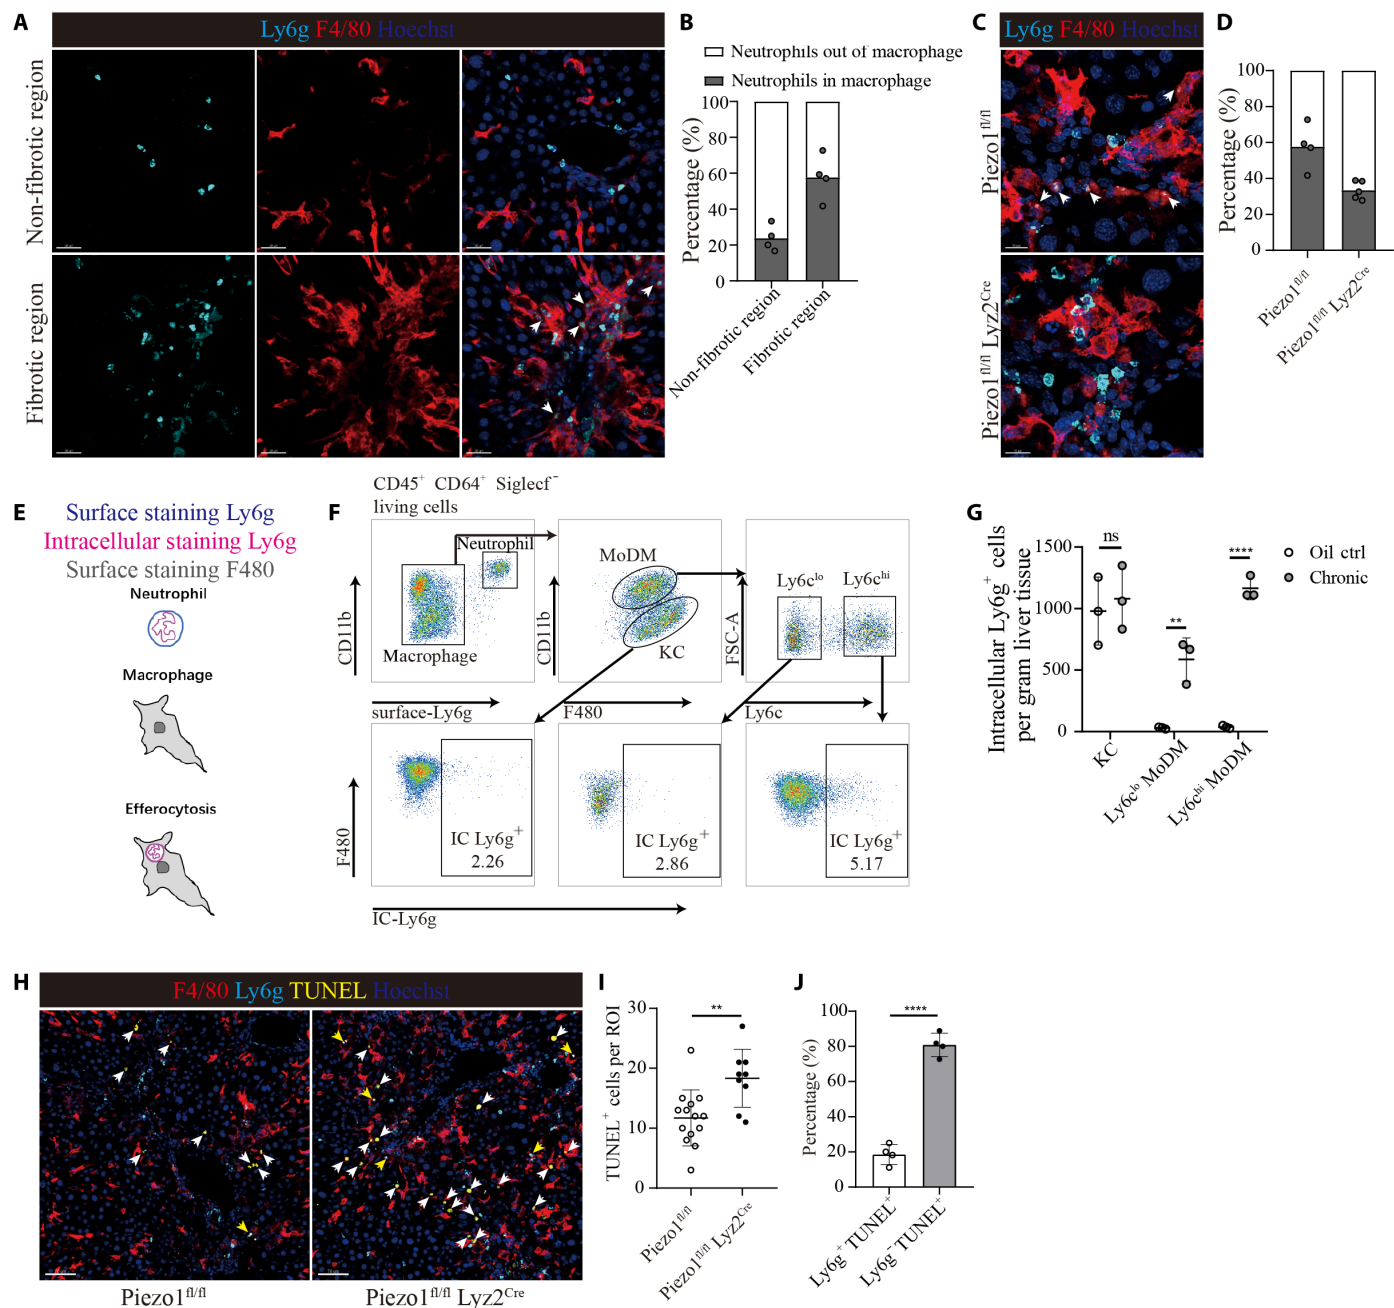 A
Ly6g F4/80 Hoechst
Non-fibrotic region
Fibrotic region
B
Neutrophils out of macrophage
Neutrophils in macrophage
Percentage (%)
100
80
60
40
20
0
Non-fibrotic region
Fibrotic region
C
Ly6g F4/80 Hoechst
Piezo1fl/fl
Piezo1fl/fl Lyz2Cre
D
Percentage (%)
100
80
60
40
20
0
Piezo1fl/fl
Piezo1fl/fl Lyz2Cre
E
Surface staining Ly6g
Intracellular staining Ly6g
Surface staining F480
Neutrophil
Macrophage
Efferocytosis
F
CD45+ CD64+ Siglecf-
living cells
Neutrophil
Macrophage
CD11b
surface-Ly6g
MoDM
KC
CD11b
F480
Ly6clo
Ly6chi
FSC-A
Ly6c
IC Ly6g+
2.26
IC Ly6g+
2.86
IC Ly6g+
5.17
F480
IC-Ly6g
G
Intracellular Ly6g+ cells
per gram liver tissue
1500
1000
500
0
ns
**
****
Oil ctrl
Chronic
KC
Ly6clo MoDM
Ly6chi MoDM
H
F4/80 Ly6g TUNEL Hoechst
Piezo1fl/fl
Piezo1fl/fl Lyz2Cre
I
TUNEL+ cells per ROI
30
20
10
0
**
Piezo1fl/fl
Piezo1fl/fl Lyz2Cre
J
Percentage (%)
100
80
60
40
20
0
****
Ly6g+ TUNEL+
Ly6g- TUNEL+